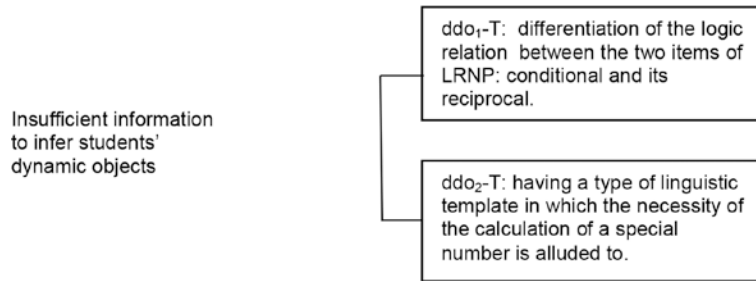 Insufficient information
to infer students'
dynamic objects
ddo₁-T: differentiation of the logic
relation between the two items of
LRNP: conditional and its
reciprocal.
ddo₂-T: having a type of linguistic
template in which the necessity of
the calculation of a special
number is alluded to.